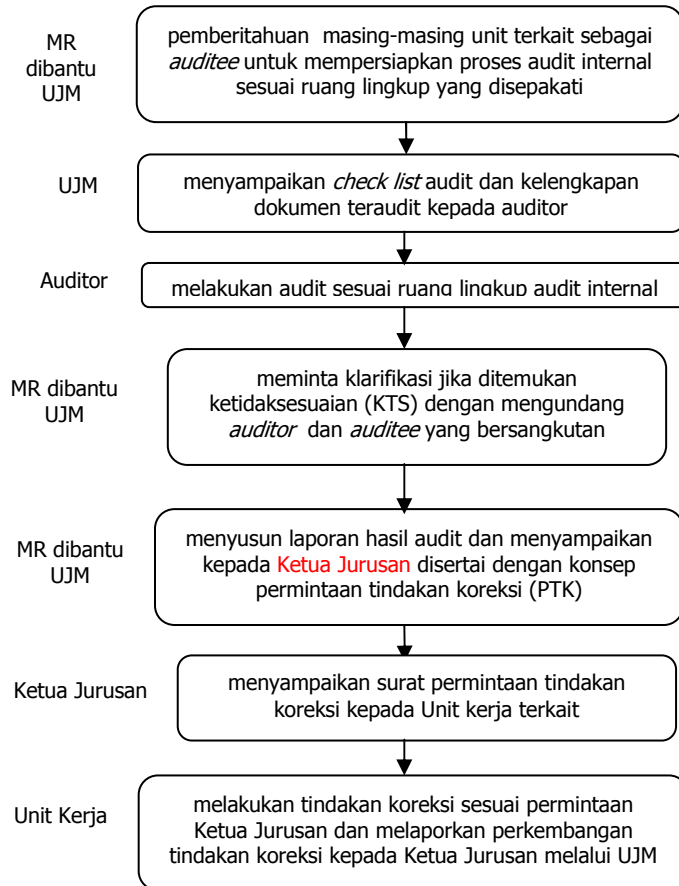 MR
dibantu
UJM
pemberitahuan masing-masing unit terkait sebagai
auditee untuk mempersiapkan proses audit internal
sesuai ruang lingkup yang disepakati
UJM
menyampaikan check list audit dan kelengkapan
dokumen teraudit kepada auditor
Auditor
melakukan audit sesuai ruang lingkup audit internal
MR dibantu
UJM
meminta klarifikasi jika ditemukan
ketidaksesuaian (KTS) dengan mengundang
auditor dan auditee yang bersangkutan
MR dibantu
UJM
menyusun laporan hasil audit dan menyampaikan
kepada Ketua Jurusan disertai dengan konsep
permintaan tindakan koreksi (PTK)
Ketua Jurusan
menyampaikan surat permintaan tindakan
koreksi kepada Unit kerja terkait
Unit Kerja
melakukan tindakan koreksi sesuai permintaan
Ketua Jurusan dan melaporkan perkembangan
tindakan koreksi kepada Ketua Jurusan melalui UJM